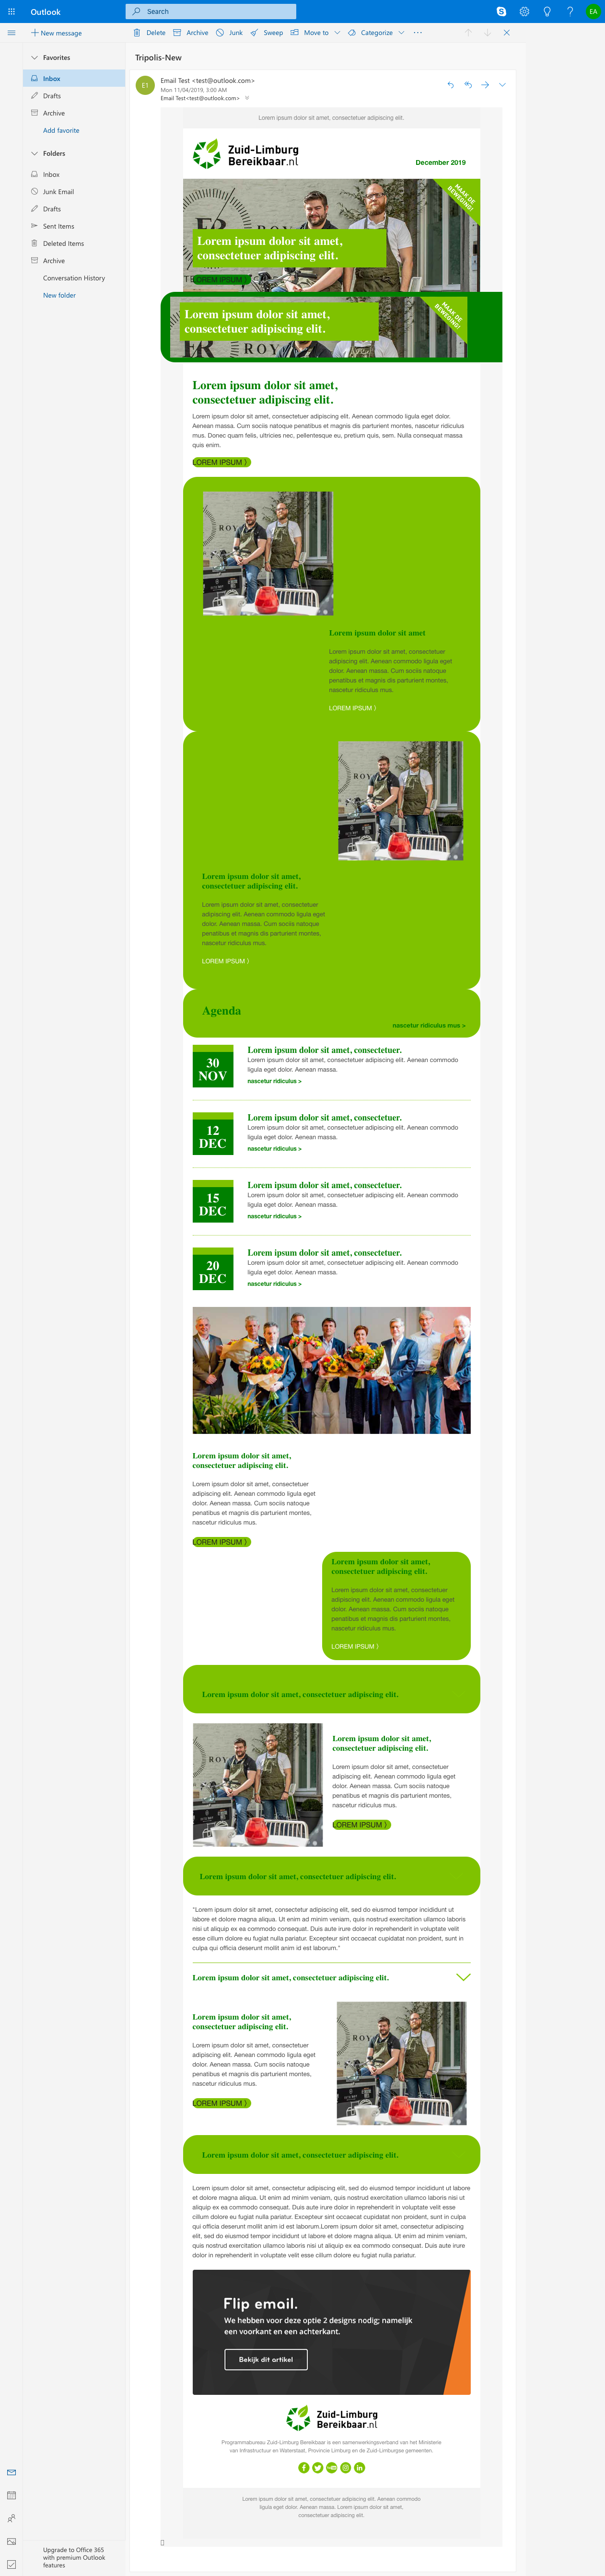 Outlook
Search
EA
New message
Delete
Archive
Junk
Sweep
Move to
Categorize
Favorites
Inbox
Drafts
Archive
Add favorite
Folders
Inbox
Junk Email
Drafts
Sent Items
Deleted Items
Archive
Conversation History
New folder
Tripolis-New
ET
Email Test <test@outlook.com>
Mon 11/04/2019, 3:00 AM
Email Test<test@outlook.com>
Lorem ipsum dolor sit amet, consectetuer adipiscing elit.
Zuid-Limburg
Bereikbaar.nl
December 2019
MAAK DE
BEWEGING!
Lorem ipsum dolor sit amet,
consectetuer adipiscing elit.
LOREM IPSUM ⟩
MAAK DE
BEWEGING!
Lorem ipsum dolor sit amet,
consectetuer adipiscing elit.
Lorem ipsum dolor sit amet,
consectetuer adipiscing elit.
Lorem ipsum dolor sit amet, consectetuer adipiscing elit. Aenean commodo ligula eget dolor.
Aenean massa. Cum sociis natoque penatibus et magnis dis parturient montes, nascetur ridiculus
mus. Donec quam felis, ultricies nec, pellentesque eu, pretium quis, sem. Nulla consequat massa
quis enim.
LOREM IPSUM ⟩
ROY
Lorem ipsum dolor sit amet
Lorem ipsum dolor sit amet, consectetuer
adipiscing elit. Aenean commodo ligula eget
dolor. Aenean massa. Cum sociis natoque
penatibus et magnis dis parturient montes,
nascetur ridiculus mus.
LOREM IPSUM ⟩
ROY
Lorem ipsum dolor sit amet,
consectetuer adipiscing elit.
Lorem ipsum dolor sit amet, consectetuer
adipiscing elit. Aenean commodo ligula eget
dolor. Aenean massa. Cum sociis natoque
penatibus et magnis dis parturient montes,
nascetur ridiculus mus.
LOREM IPSUM ⟩
Agenda
nascetur ridiculus mus >
30
NOV
Lorem ipsum dolor sit amet, consectetuer.
Lorem ipsum dolor sit amet, consectetuer adipiscing elit. Aenean commodo
ligula eget dolor. Aenean massa.
nascetur ridiculus >
12
DEC
Lorem ipsum dolor sit amet, consectetuer.
Lorem ipsum dolor sit amet, consectetuer adipiscing elit. Aenean commodo
ligula eget dolor. Aenean massa.
nascetur ridiculus >
15
DEC
Lorem ipsum dolor sit amet, consectetuer.
Lorem ipsum dolor sit amet, consectetuer adipiscing elit. Aenean commodo
ligula eget dolor. Aenean massa.
nascetur ridiculus >
20
DEC
Lorem ipsum dolor sit amet, consectetuer.
Lorem ipsum dolor sit amet, consectetuer adipiscing elit. Aenean commodo
ligula eget dolor. Aenean massa.
nascetur ridiculus >
Lorem ipsum dolor sit amet,
consectetuer adipiscing elit.
Lorem ipsum dolor sit amet, consectetuer
adipiscing elit. Aenean commodo ligula eget
dolor. Aenean massa. Cum sociis natoque
penatibus et magnis dis parturient montes,
nascetur ridiculus mus.
LOREM IPSUM ⟩
Lorem ipsum dolor sit amet,
consectetuer adipiscing elit.
Lorem ipsum dolor sit amet, consectetuer
adipiscing elit. Aenean commodo ligula eget
dolor. Aenean massa. Cum sociis natoque
penatibus et magnis dis parturient montes,
nascetur ridiculus mus.
LOREM IPSUM ⟩
Lorem ipsum dolor sit amet, consectetuer adipiscing elit.
ROY
Lorem ipsum dolor sit amet,
consectetuer adipiscing elit.
Lorem ipsum dolor sit amet, consectetuer
adipiscing elit. Aenean commodo ligula eget
dolor. Aenean massa. Cum sociis natoque
penatibus et magnis dis parturient montes,
nascetur ridiculus mus.
LOREM IPSUM ⟩
Lorem ipsum dolor sit amet, consectetuer adipiscing elit.
"Lorem ipsum dolor sit amet, consectetur adipiscing elit, sed do eiusmod tempor incididunt ut
labore et dolore magna aliqua. Ut enim ad minim veniam, quis nostrud exercitation ullamco laboris
nisi ut aliquip ex ea commodo consequat. Duis aute irure dolor in reprehenderit in voluptate velit
esse cillum dolore eu fugiat nulla pariatur. Excepteur sint occaecat cupidatat non proident, sunt in
culpa qui officia deserunt mollit anim id est laborum."
Lorem ipsum dolor sit amet, consectetuer adipiscing elit.
Lorem ipsum dolor sit amet,
consectetuer adipiscing elit.
Lorem ipsum dolor sit amet, consectetuer
adipiscing elit. Aenean commodo ligula eget
dolor. Aenean massa. Cum sociis natoque
penatibus et magnis dis parturient montes,
nascetur ridiculus mus.
LOREM IPSUM ⟩
ROY
Lorem ipsum dolor sit amet, consectetuer adipiscing elit.
Lorem ipsum dolor sit amet, consectetur adipiscing elit, sed do eiusmod tempor incididunt ut labore
et dolore magna aliqua. Ut enim ad minim veniam, quis nostrud exercitation ullamco laboris nisi ut
aliquip ex ea commodo consequat. Duis aute irure dolor in reprehenderit in voluptate velit esse
cillum dolore eu fugiat nulla pariatur. Excepteur sint occaecat cupidatat non proident, sunt in culpa
qui officia deserunt mollit anim id est laborum.Lorem ipsum dolor sit amet, consectetur adipiscing
elit, sed do eiusmod tempor incididunt ut labore et dolore magna aliqua. Ut enim ad minim veniam,
quis nostrud exercitation ullamco laboris nisi ut aliquip ex ea commodo consequat. Duis aute irure
dolor in reprehenderit in voluptate velit esse cillum dolore eu fugiat nulla pariatur.
Flip email.
We hebben voor deze optie 2 designs nodig; namelijk
een voorkant en een achterkant.
Bekijk dit artikel
Zuid-Limburg
Bereikbaar.nl
Programmabureau Zuid-Limburg Bereikbaar is een samenwerkingsverband van het Ministerie
van Infrastructuur en Waterstaat, Provincie Limburg en de Zuid-Limburgse gemeenten.
Lorem ipsum dolor sit amet, consectetuer adipiscing elit. Aenean commodo
ligula eget dolor. Aenean massa. Lorem ipsum dolor sit amet,
consectetuer adipiscing elit.
Upgrade to Office 365
with premium Outlook
features